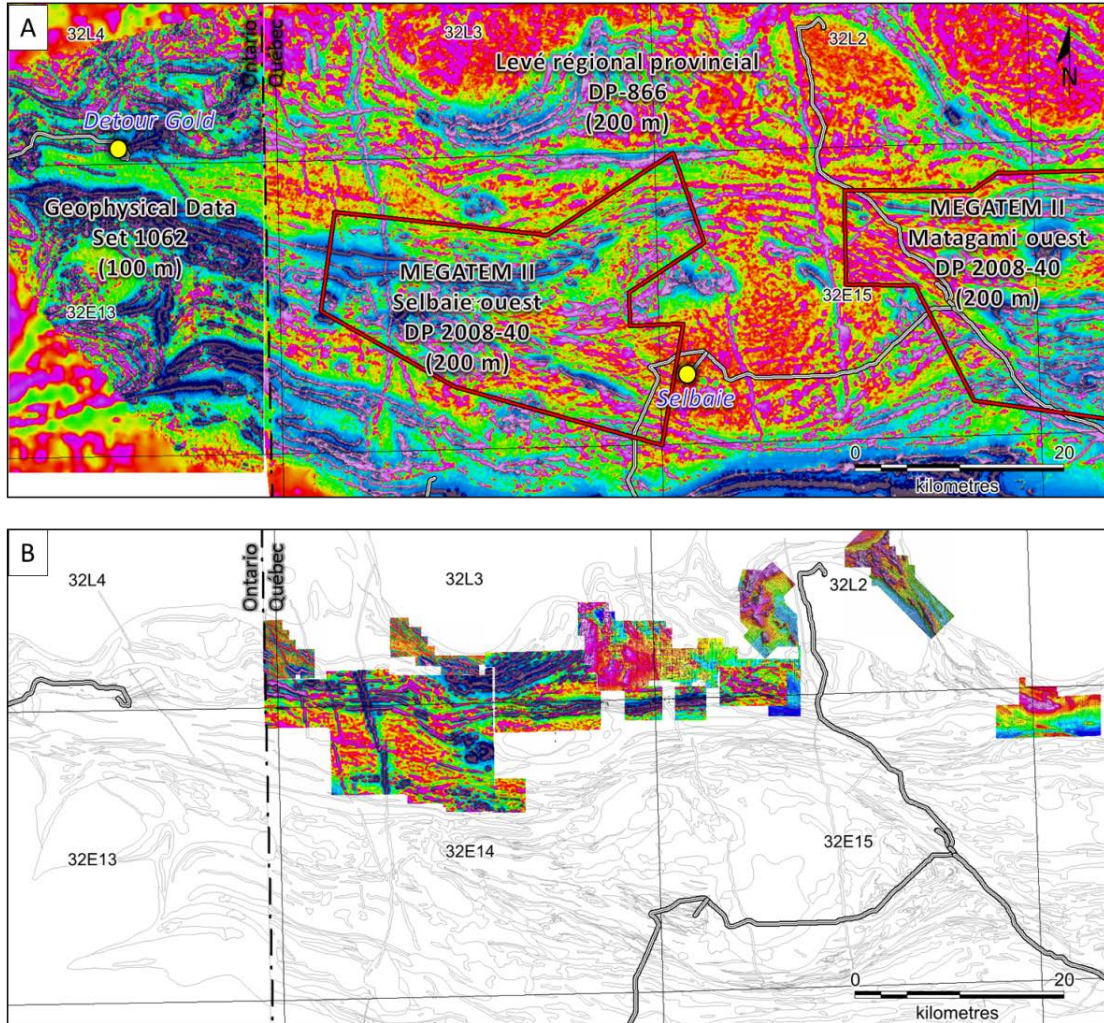 A
32L4
Ontario
Québec
32L3
32L2
Levé régional provincial
DP-866
(200 m)
N
Detour Gold
Geophysical Data
Set 1062
(100 m)
32E13
MEGATEM II
Selbaie ouest
DP 2008-40
(200 m)
MEGATEM II
Matagami ouest
DP 2008-40
(200 m)
32E15
Selbaie
0 20
kilometres
B
32L4
Ontario
Québec
32L3
32L2
32E13
32E14
32E15
0 20
kilometres